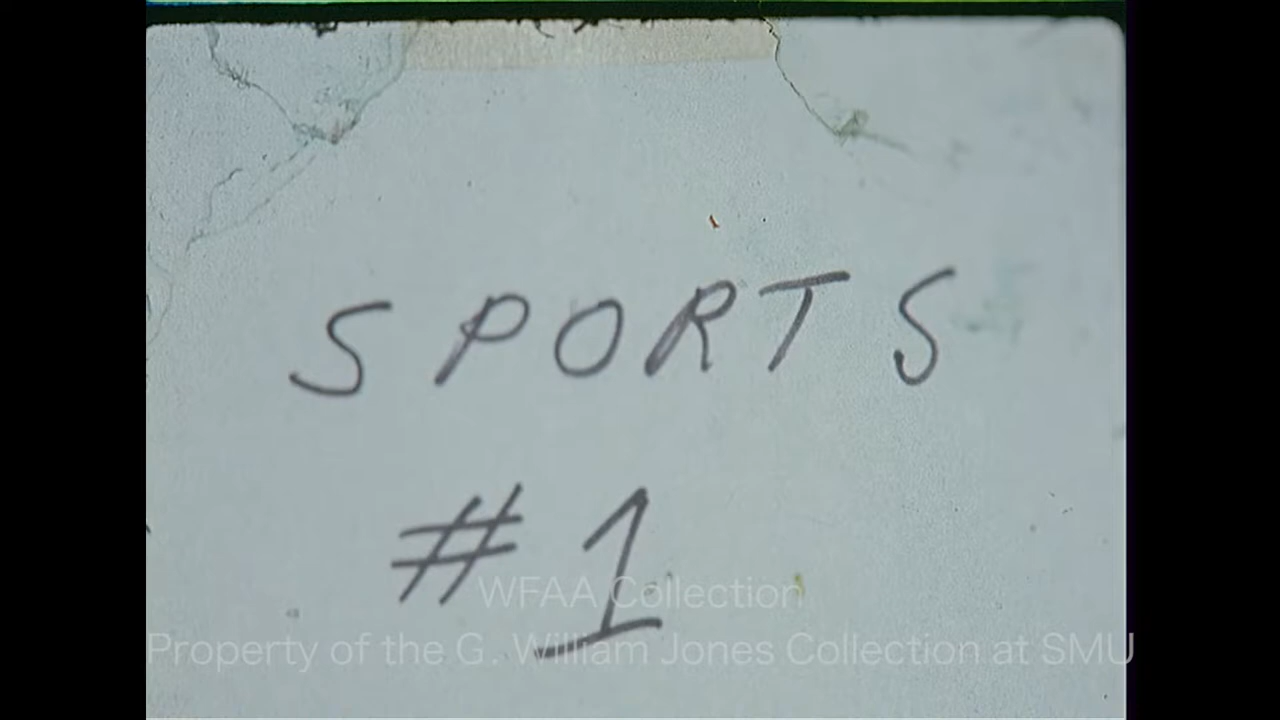 SPORTS
#1
WFAA Collection
Property of the G. William Jones Collection at SMU